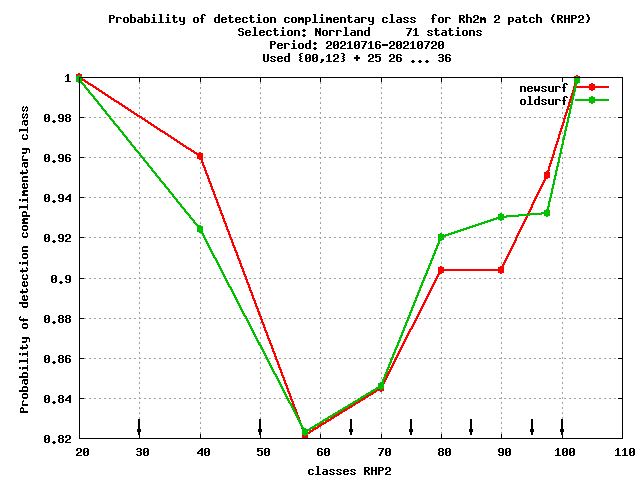 Probability of detection complimentary class  for Rh2m 2 patch (RHP2)
Selection: Norrland     71 stations
Period: 20210716-20210720
Used {00,12} + 25 26 ... 36
newsurf
oldsurf
Probability of detection complimentary class
1
0,98
0,96
0,94
0,92
0,9
0,88
0,86
0,84
0,82
20 30 40 50 60 70 80 90 100 110
classes RHP2